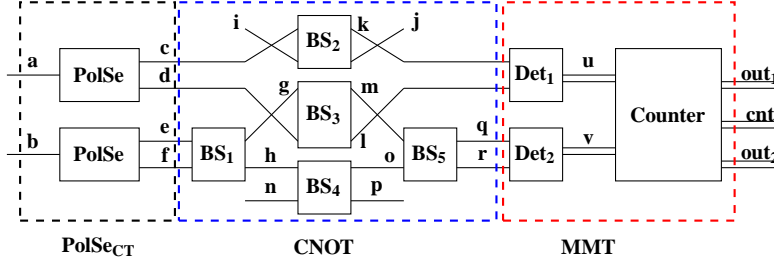 i k j
c BS2 u
a PolSe d g m Det1 out1
BS3 Counter cnt
b PolSe e l q v out2
f BS1 h o BS5 r Det2
n BS4 p
PolSeCT CNOT MMT